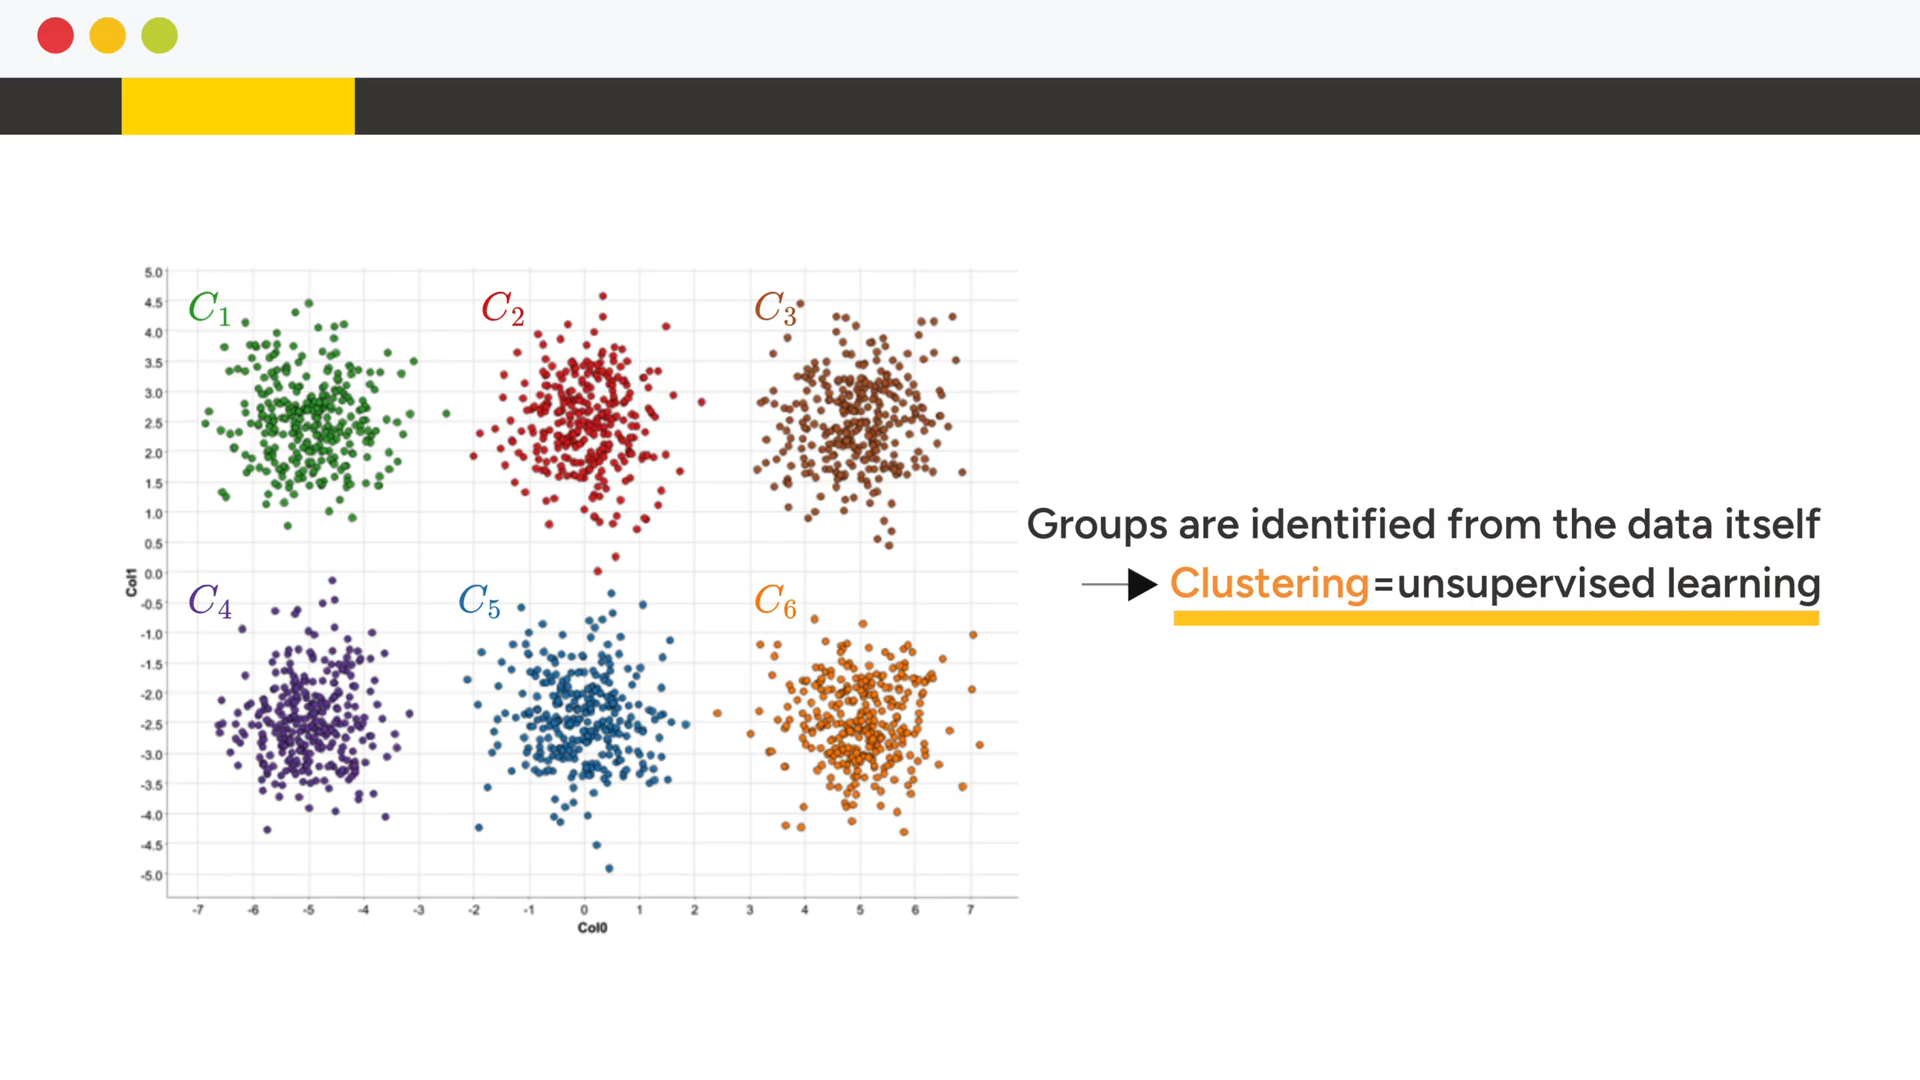 5.0
4.5
4.0
3.5
3.0
2.5
2.0
1.5
1.0
0.5
0.0
-0.5
-1.0
-1.5
-2.0
-2.5
-3.0
-3.5
-4.0
-4.5
-5.0
Col1
C1
C2
C3
C4
C5
C6
-7 -6 -5 -4 -3 -2 -1 0 1 2 3 4 5 6 7
Col0
Groups are identified from the data itself
Clustering=unsupervised learning